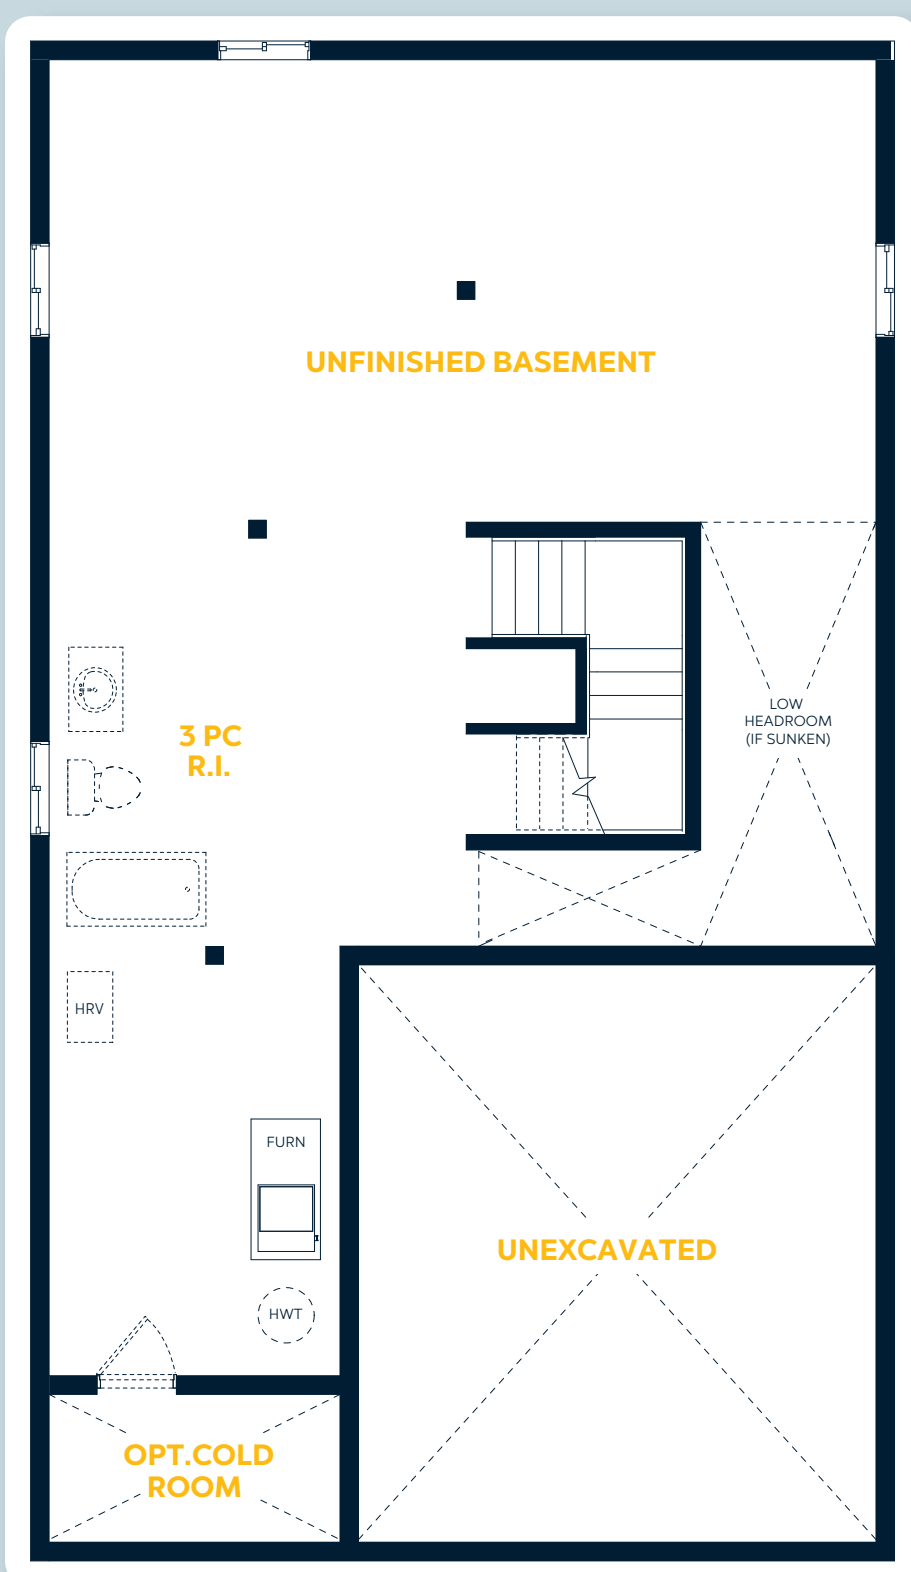 UNFINISHED BASEMENT
LOW
HEADROOM
(IF SUNKEN)
3 PC
R.I.
HRV
FURN
UNEXCAVATED
HWT
OPT.COLD
ROOM